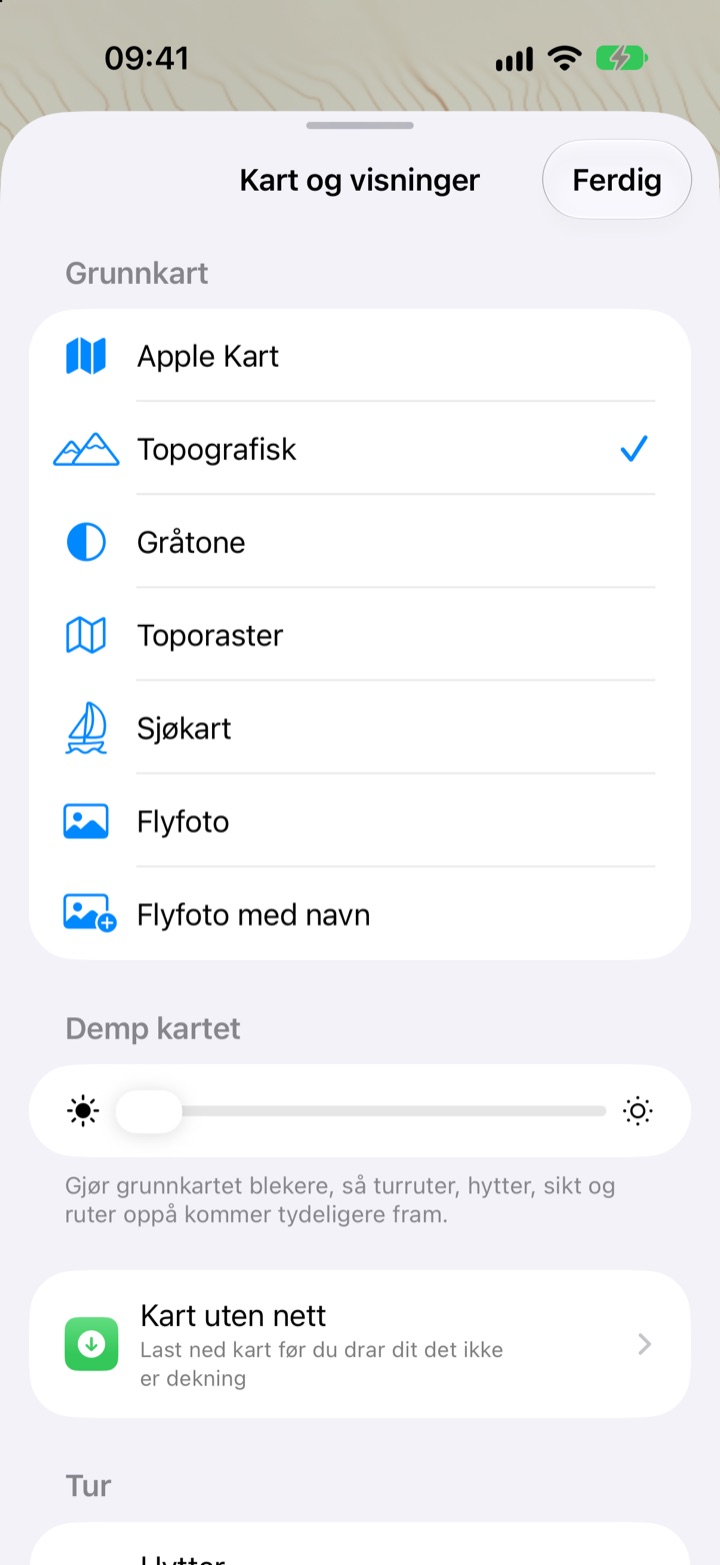 09:41
Kart og visninger
Ferdig
Grunnkart
Apple Kart
Topografisk
Gråtone
Toporaster
Sjøkart
Flyfoto
Flyfoto med navn
Demp kartet
Gjør grunnkartet blekere, så turruter, hytter, sikt og
ruter oppå kommer tydeligere fram.
Kart uten nett
Last ned kart før du drar dit det ikke
er dekning
Tur
Hytter